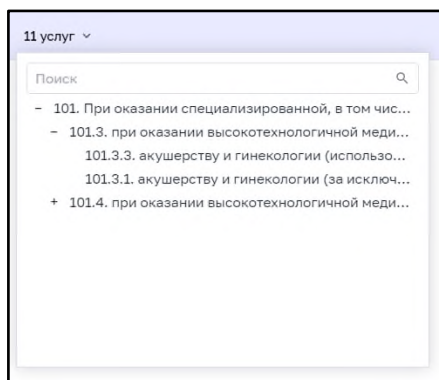 11 услуг
Поиск
– 101. При оказании специализированной, в том чис...
– 101.3. при оказании высокотехнологичной меди...
101.3.3. акушерству и гинекологии (использо...
101.3.1. акушерству и гинекологии (за исключ...
+ 101.4. при оказании высокотехнологичной меди...